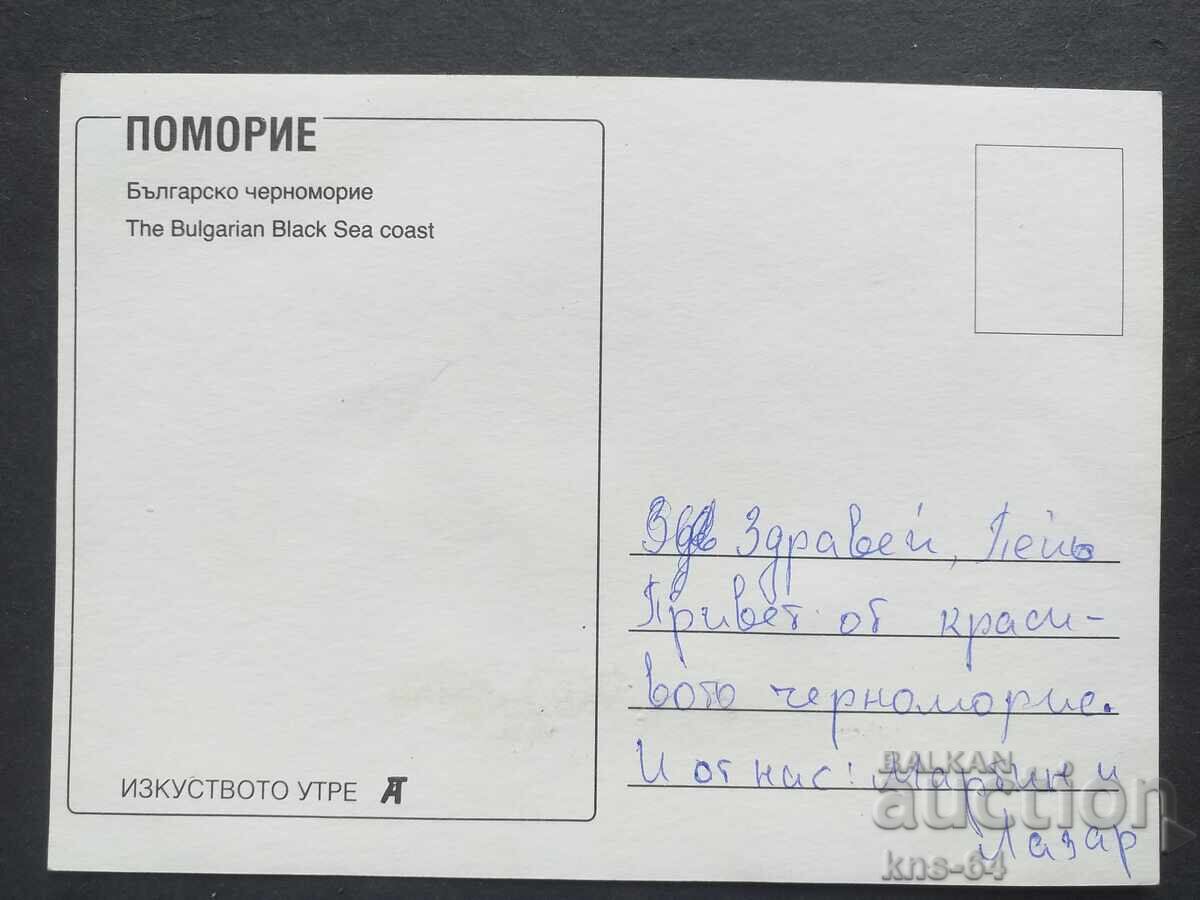 ПОМОРИЕ
Българско черноморие
The Bulgarian Black Sea coast
ИЗКУСТВОТО УТРЕ
Здравей,
Привет от краси-
вото черноморие.
И от нас: Мартин и
Лазар
BALKAN
auction
kns-64